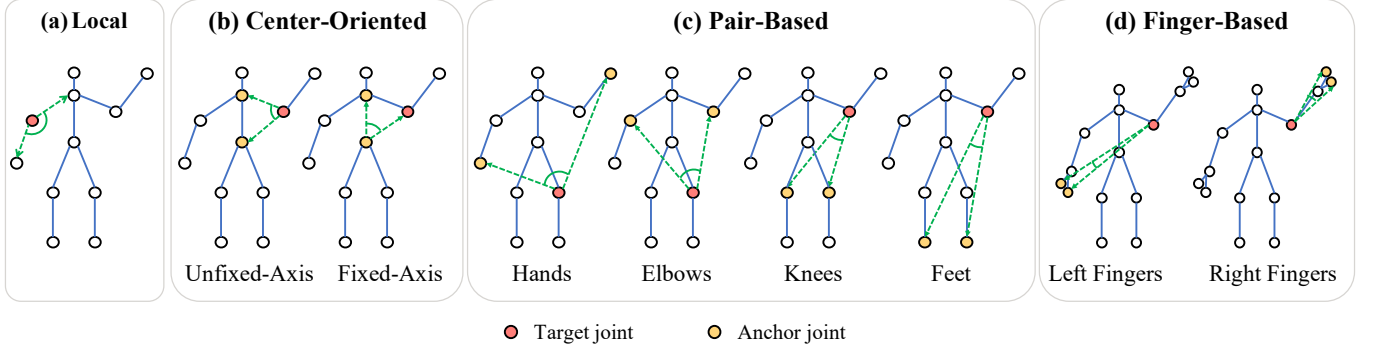 (a) Local
(b) Center-Oriented
(c) Pair-Based
(d) Finger-Based
Unfixed-Axis
Fixed-Axis
Hands
Elbows
Knees
Feet
Left Fingers
Right Fingers
Target joint
Anchor joint